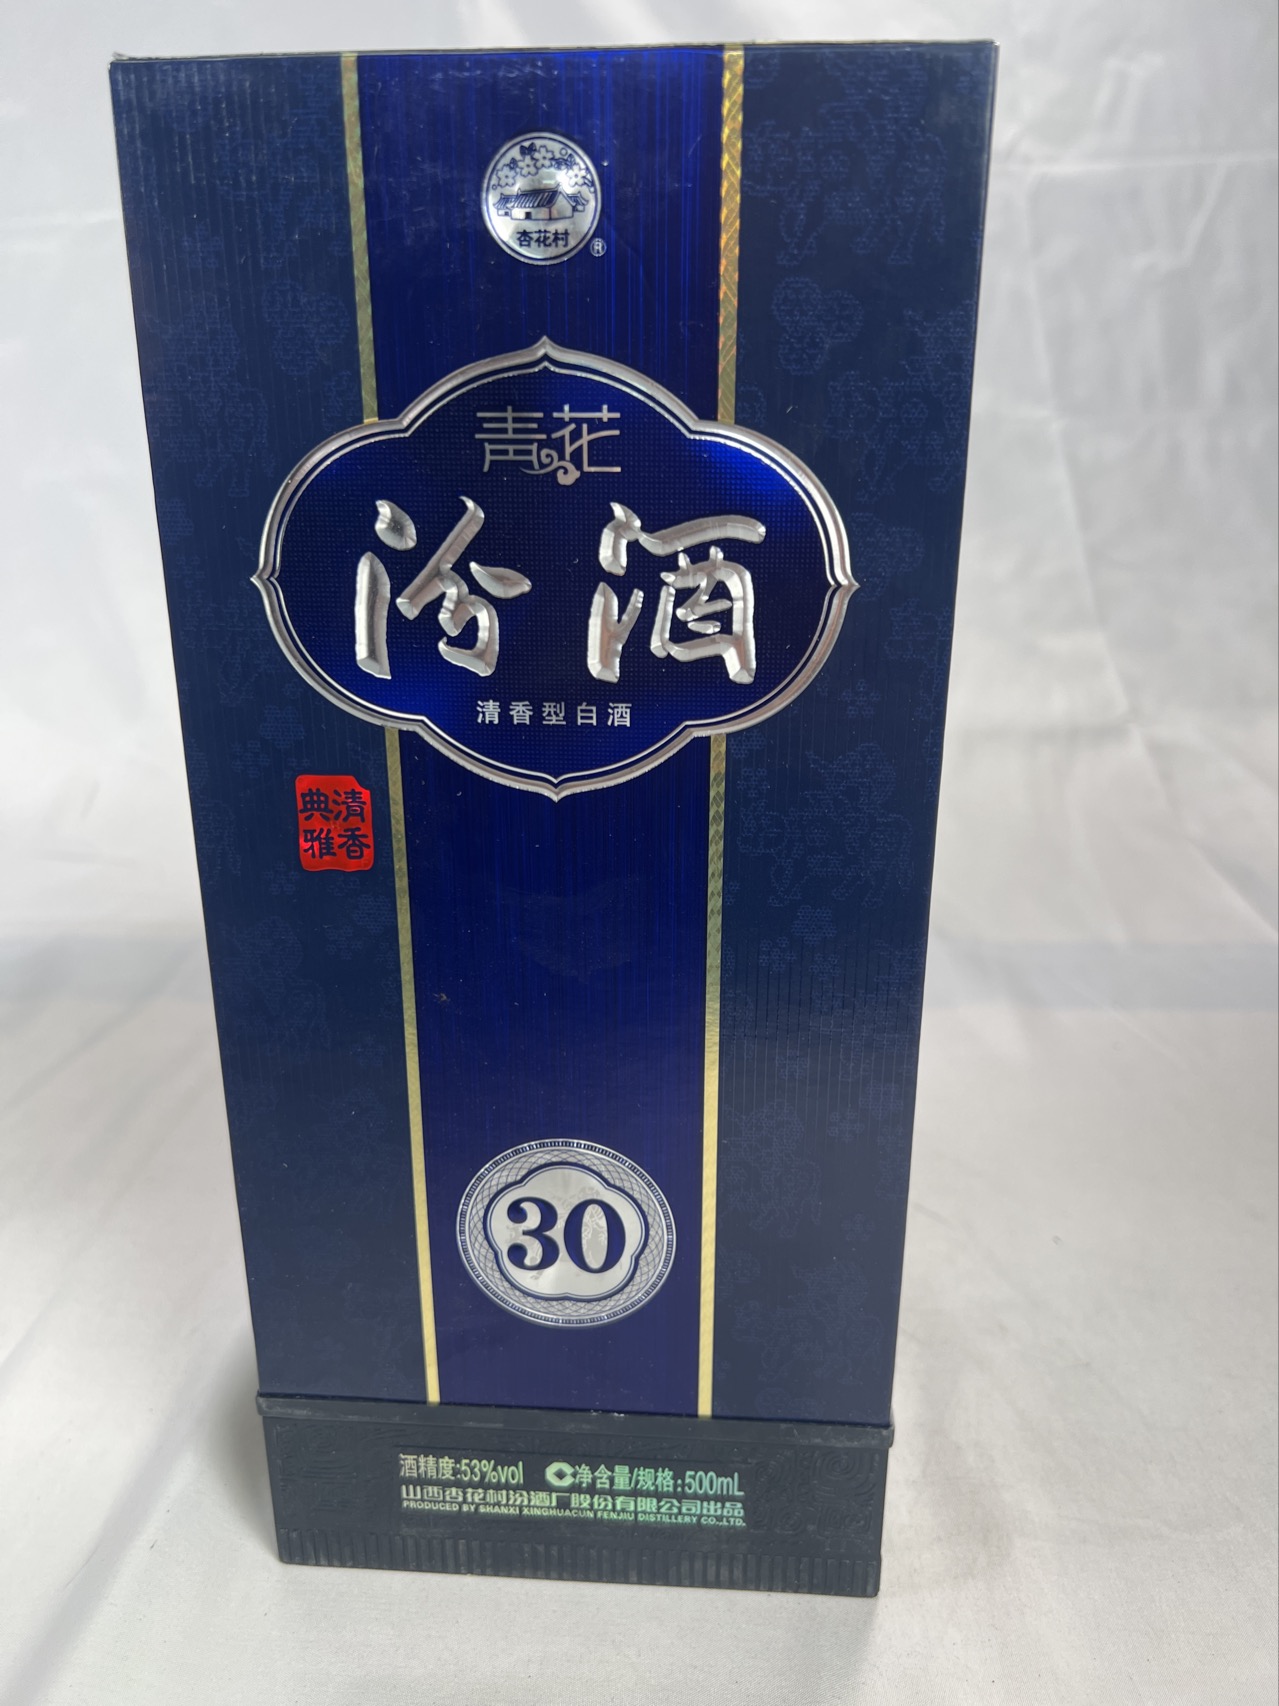 杏花村
®
青花
汾酒
清香型白酒
清香
典雅
30
酒精度:53%vol 净含量/规格:500mL
山西杏花村汾酒厂股份有限公司出品
PRODUCED BY SHANXI XINGHUACUN FENJIU DISTILLERY CO.,LTD.